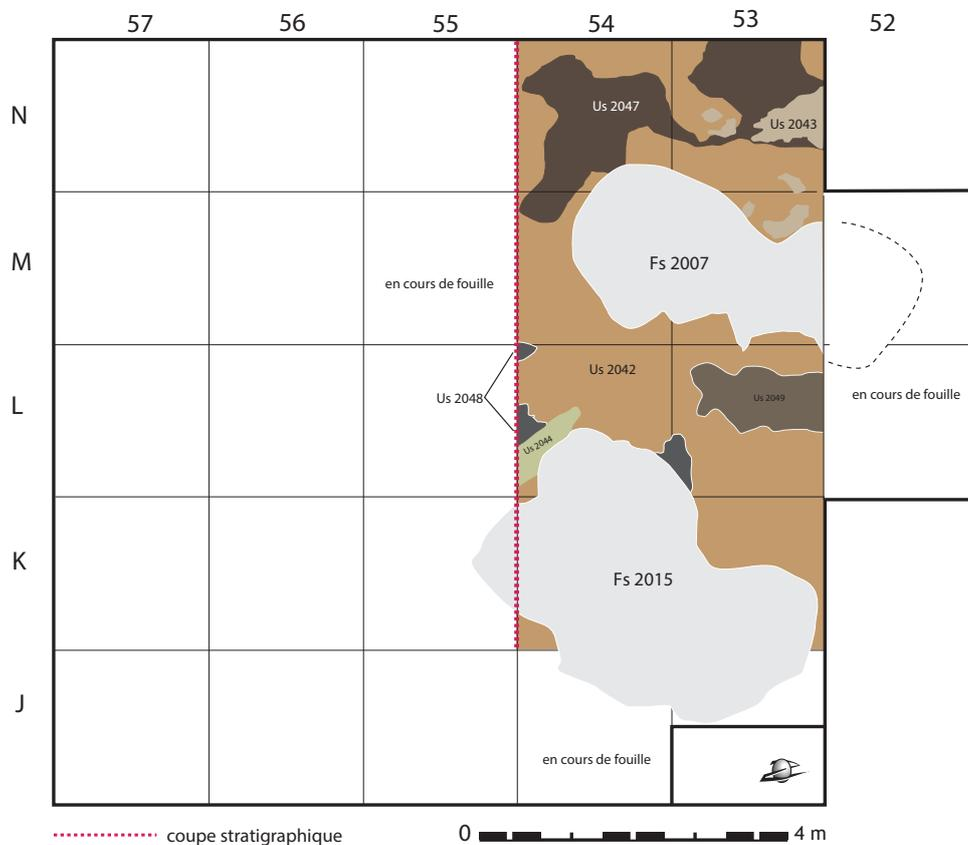 57 56 55 54 53 52
N
Us 2047
Us 2043
M
Fs 2007
en cours de fouille
Us 2042
L
Us 2048
Us 2049
en cours de fouille
Us 2044
K
Fs 2015
J
en cours de fouille
coupe stratigraphique
0 4 m